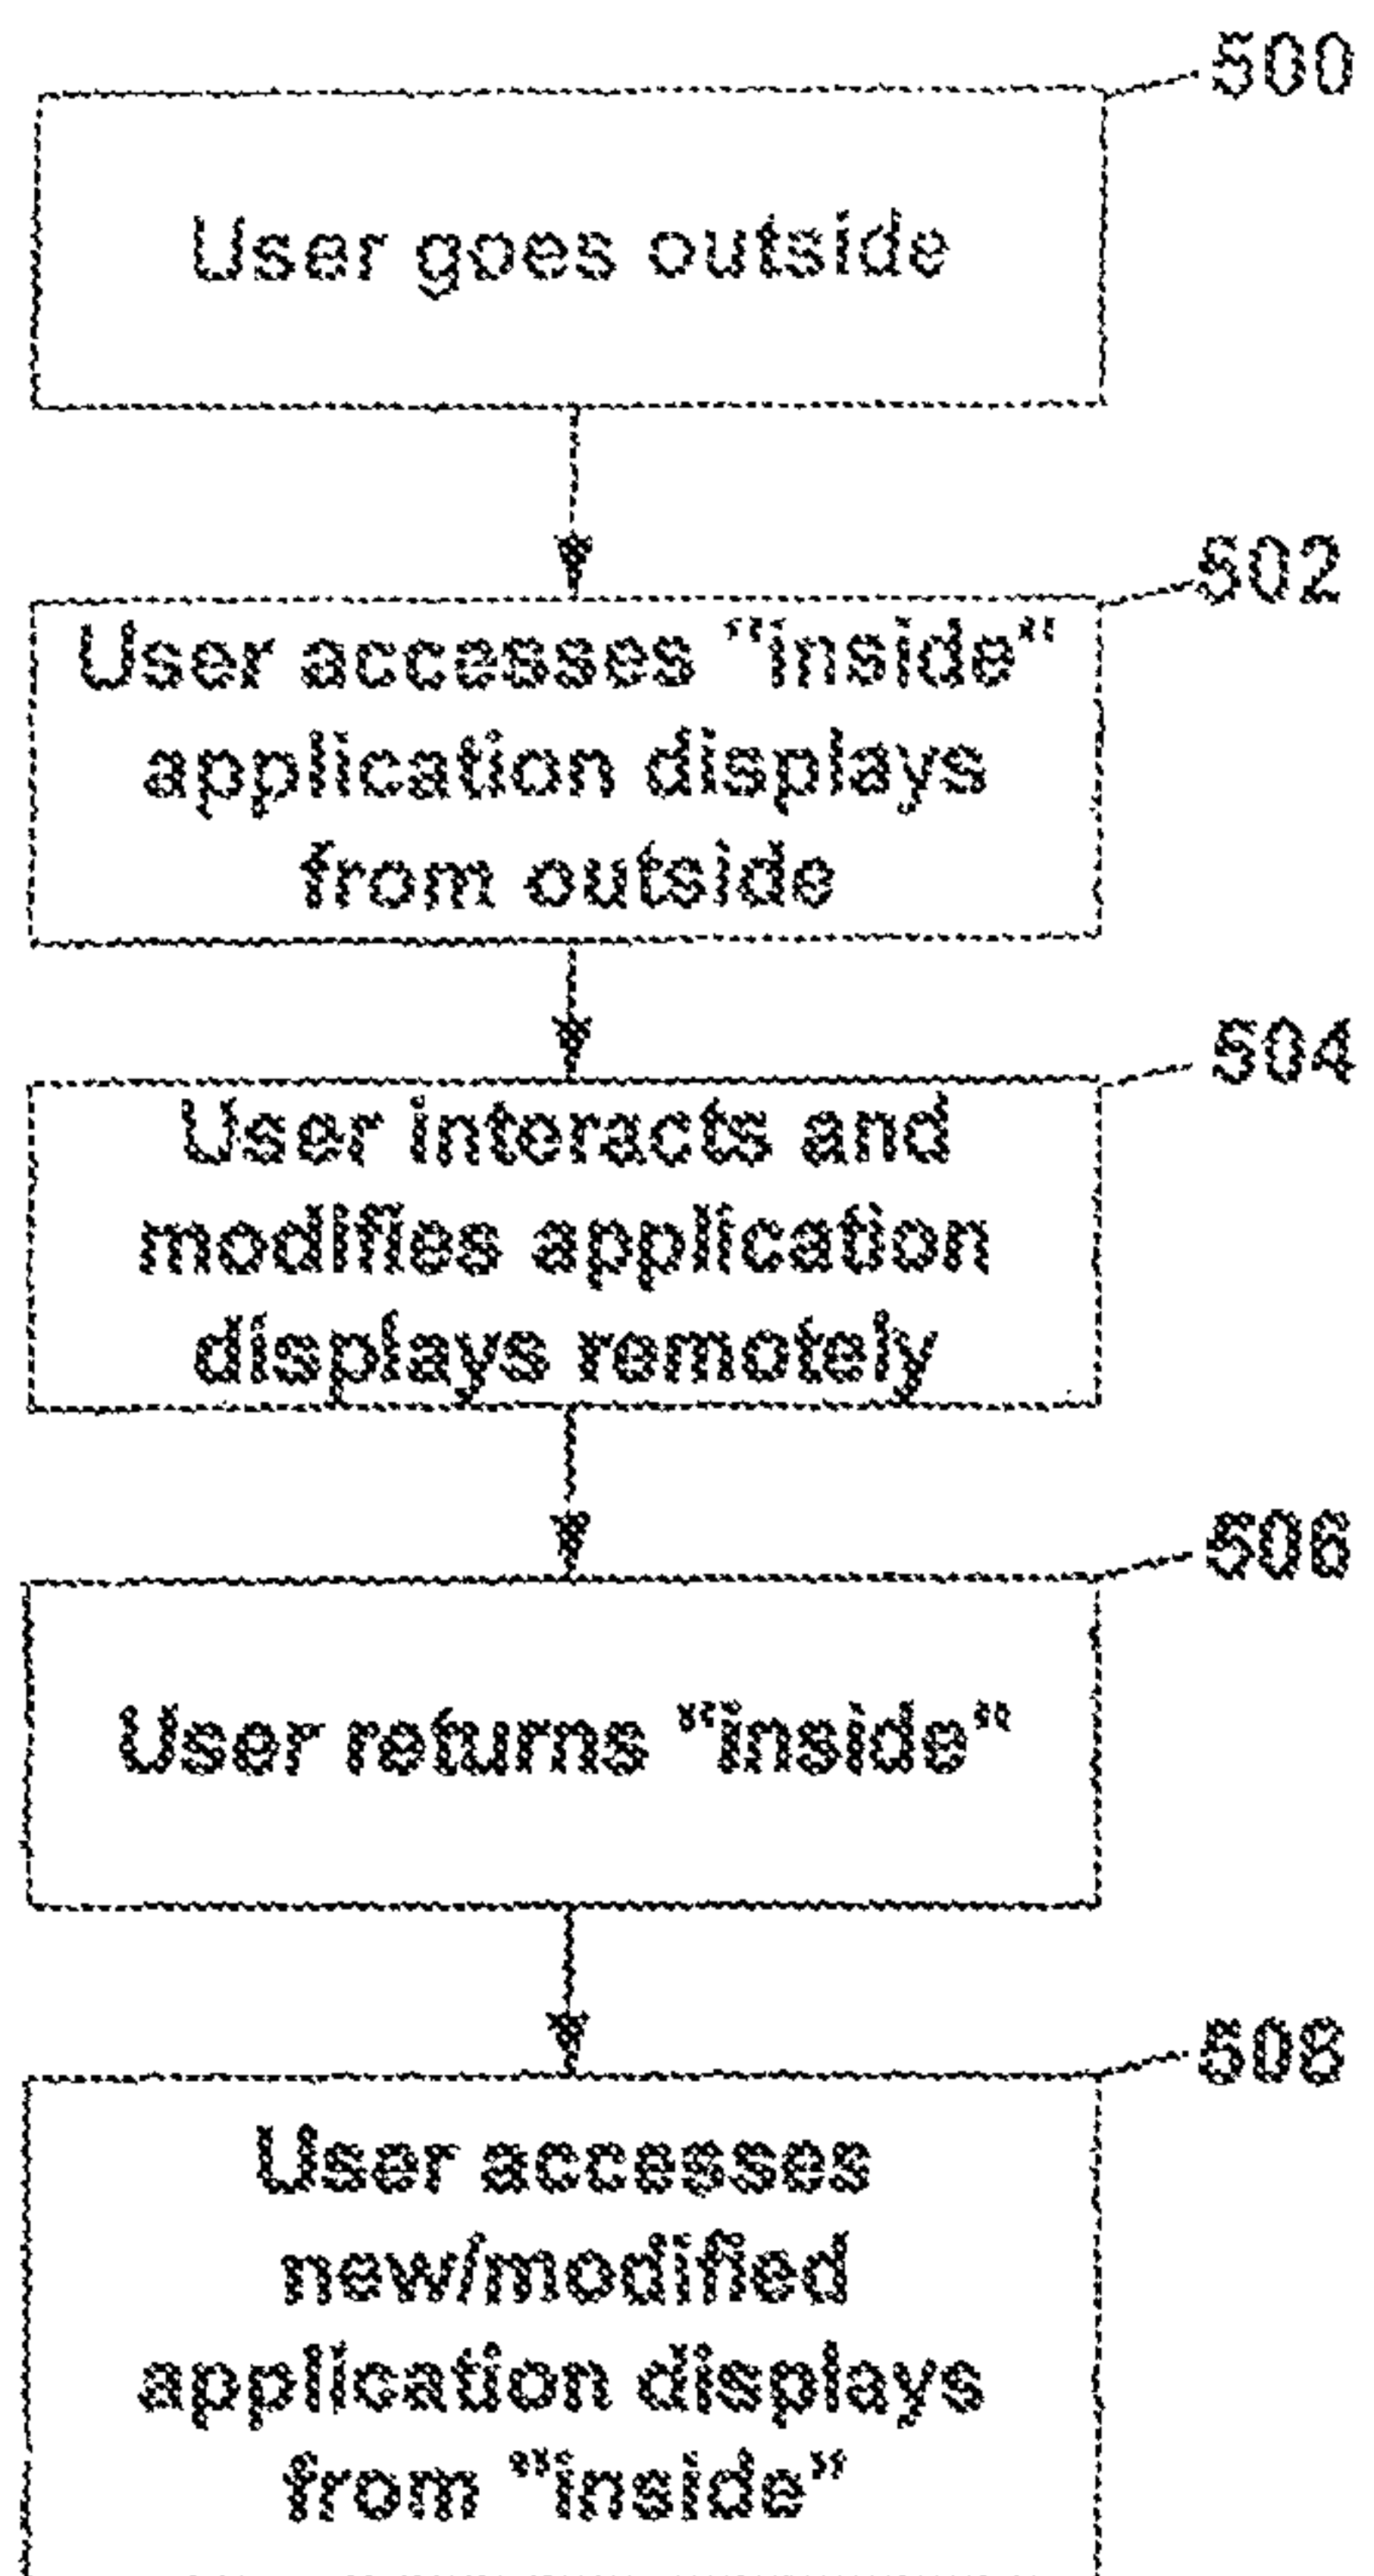 500
User goes outside
502
User accesses "inside"
application displays
from outside
504
User interacts and
modifies application
displays remotely
506
User returns "inside"
508
User accesses
new/modified
application displays
from "inside"